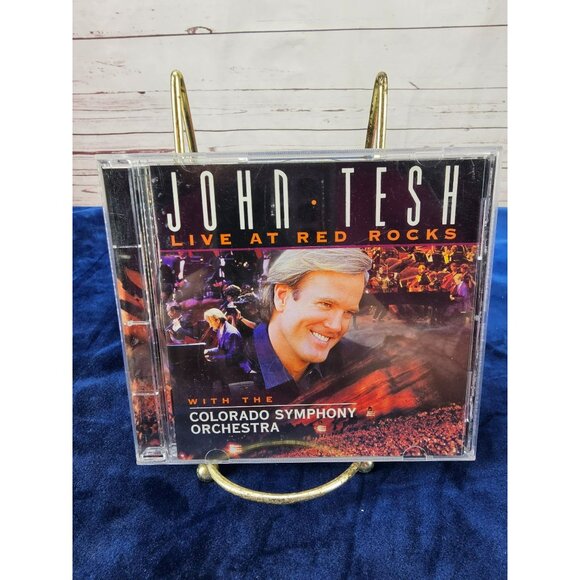 JOHN · TESH
LIVE AT RED ROCKS
WITH THE
COLORADO SYMPHONY
ORCHESTRA